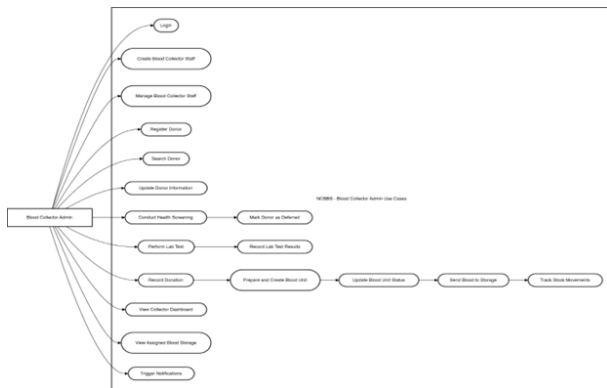 Login
Create Blood Collector Staff
Manage Blood Collector Staff
Register Donor
Search Donor
Update Donor Information
NCBBS - Blood Collector Admin Use Cases
Blood Collector Admin
Conduct Health Screening
Mark Donor as Deferred
Perform Lab Test
Record Lab Test Results
Record Donation
Prepare and Create Blood Unit
Update Blood Unit Status
Send Blood to Storage
Track Stock Movements
View Collector Dashboard
View Assigned Blood Storage
Trigger Notifications